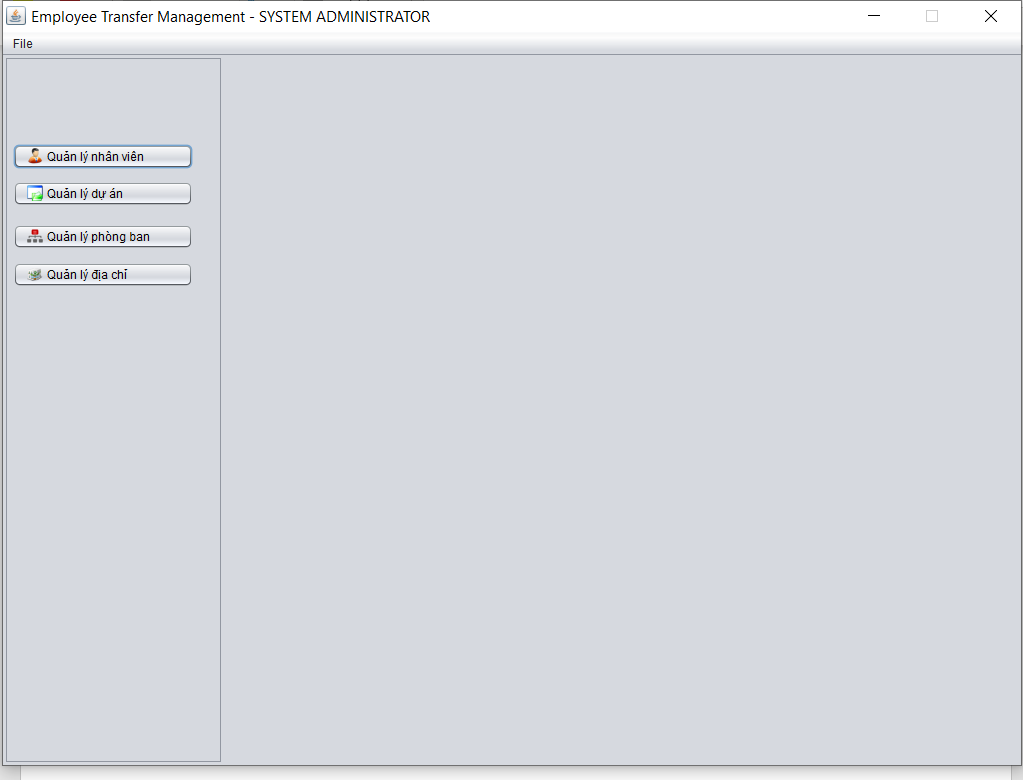 Employee Transfer Management - SYSTEM ADMINISTRATOR
File
Quản lý nhân viên
Quản lý dự án
Quản lý phòng ban
Quản lý địa chỉ